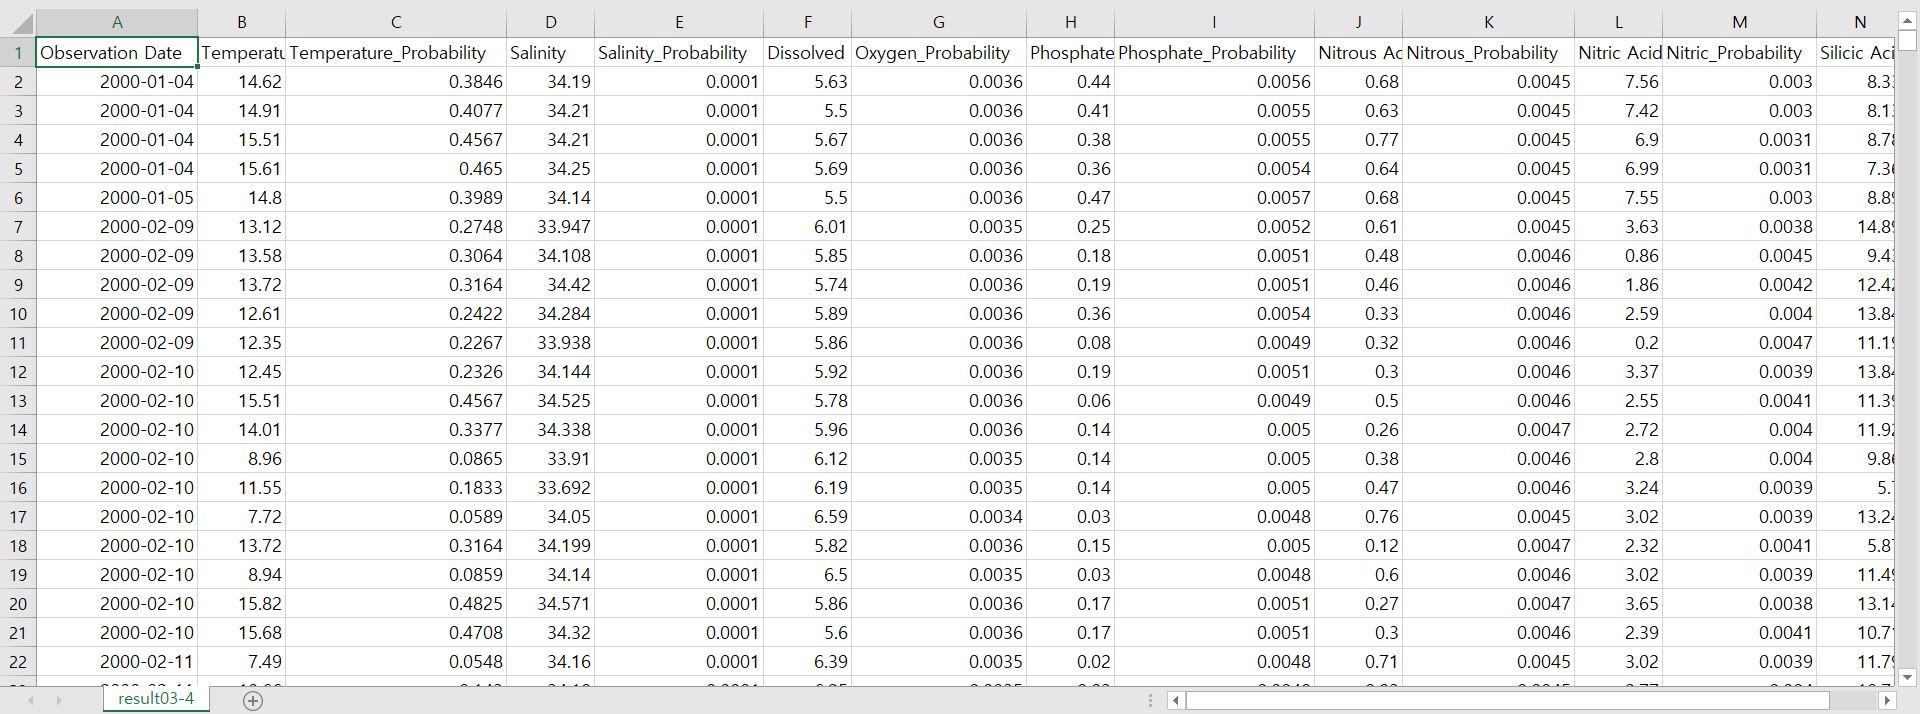 A B C D E F G H I J K L M N
1 Observation Date Temperatu Temperature_Probability Salinity Salinity_Probability Dissolved Oxygen_Probability Phosphate Phosphate_Probability Nitrous Ac Nitrous_Probability Nitric Acid Nitric_Probability Silicic Aci
2 2000-01-04 14.62 0.3846 34.19 0.0001 5.63 0.0036 0.44 0.0056 0.68 0.0045 7.56 0.003 8.3
3 2000-01-04 14.91 0.4077 34.21 0.0001 5.5 0.0036 0.41 0.0055 0.63 0.0045 7.42 0.003 8.1
4 2000-01-04 15.51 0.4567 34.21 0.0001 5.67 0.0036 0.38 0.0055 0.77 0.0045 6.9 0.0031 8.78
5 2000-01-04 15.61 0.465 34.25 0.0001 5.69 0.0036 0.36 0.0054 0.64 0.0045 6.99 0.0031 7.36
6 2000-01-05 14.8 0.3989 34.14 0.0001 5.5 0.0036 0.47 0.0057 0.68 0.0045 7.55 0.003 8.89
7 2000-02-09 13.12 0.2748 33.947 0.0001 6.01 0.0035 0.25 0.0052 0.61 0.0045 3.63 0.0038 14.89
8 2000-02-09 13.58 0.3064 34.108 0.0001 5.85 0.0036 0.18 0.0051 0.48 0.0046 0.86 0.0045 9.4
9 2000-02-09 13.72 0.3164 34.42 0.0001 5.74 0.0036 0.19 0.0051 0.46 0.0046 1.86 0.0042 12.42
10 2000-02-09 12.61 0.2422 34.284 0.0001 5.89 0.0036 0.36 0.0054 0.33 0.0046 2.59 0.004 13.84
11 2000-02-09 12.35 0.2267 33.938 0.0001 5.86 0.0036 0.08 0.0049 0.32 0.0046 0.2 0.0047 11.19
12 2000-02-10 12.45 0.2326 34.144 0.0001 5.92 0.0036 0.19 0.0051 0.3 0.0046 3.37 0.0039 13.84
13 2000-02-10 15.51 0.4567 34.525 0.0001 5.78 0.0036 0.06 0.0049 0.5 0.0046 2.55 0.0041 11.39
14 2000-02-10 14.01 0.3377 34.338 0.0001 5.96 0.0036 0.14 0.005 0.26 0.0047 2.72 0.004 11.92
15 2000-02-10 8.96 0.0865 33.91 0.0001 6.12 0.0035 0.14 0.005 0.38 0.0046 2.8 0.004 9.86
16 2000-02-10 11.55 0.1833 33.692 0.0001 6.19 0.0035 0.14 0.005 0.47 0.0046 3.24 0.0039 5.
17 2000-02-10 7.72 0.0589 34.05 0.0001 6.59 0.0034 0.03 0.0048 0.76 0.0045 3.02 0.0039 13.24
18 2000-02-10 13.72 0.3164 34.199 0.0001 5.82 0.0036 0.15 0.005 0.12 0.0047 2.32 0.0041 5.8
19 2000-02-10 8.94 0.0859 34.14 0.0001 6.5 0.0035 0.03 0.0048 0.6 0.0046 3.02 0.0039 11.49
20 2000-02-10 15.82 0.4825 34.571 0.0001 5.86 0.0036 0.17 0.0051 0.27 0.0047 3.65 0.0038 13.14
21 2000-02-10 15.68 0.4708 34.32 0.0001 5.6 0.0036 0.17 0.0051 0.3 0.0046 2.39 0.0041 10.7
22 2000-02-11 7.49 0.0548 34.16 0.0001 6.39 0.0035 0.02 0.0048 0.71 0.0045 3.02 0.0039 11.79
result03-4